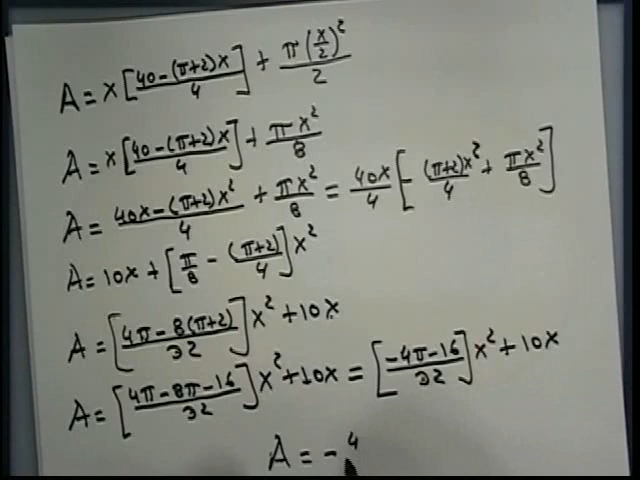 A = x[40-(π+2)x/4] + π(x/2)²/2
A = x[40-(π+2)x/4] + πx²/8
A = 40x-(π+2)x²/4 + πx²/8 = 40x/4 [- (π+2)x²/4 + πx²/8]
A = 10x + [π/8 - (π+2)/4]x²
A = [4π-8(π+2)/32]x² + 10x
A = [4π-8π-16/32]x² + 10x = [-4π-16/32]x² + 10x
A = - 4